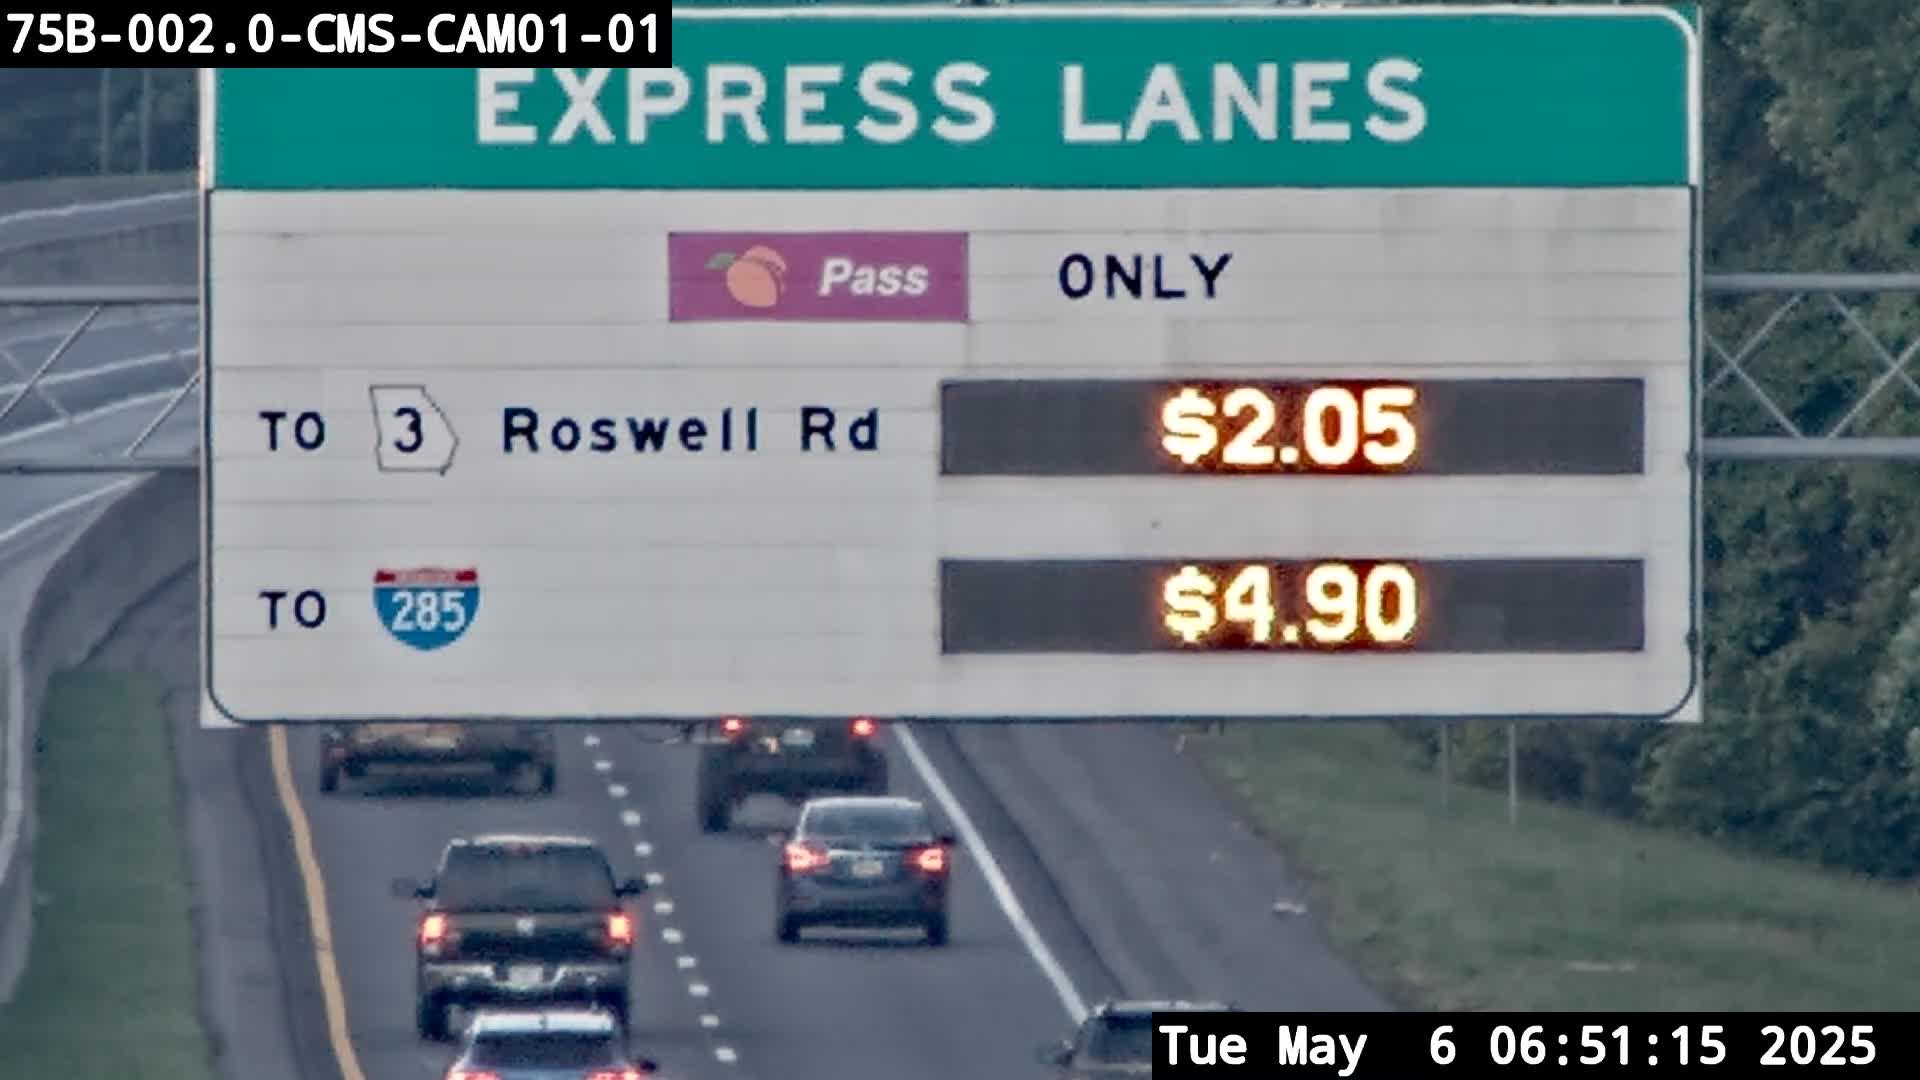 75B-002.0-CMS-CAM01-01
EXPRESS LANES
Pass ONLY
TO 3 Roswell Rd $2.05
TO 285 $4.90
Tue May 6 06:51:15 2025